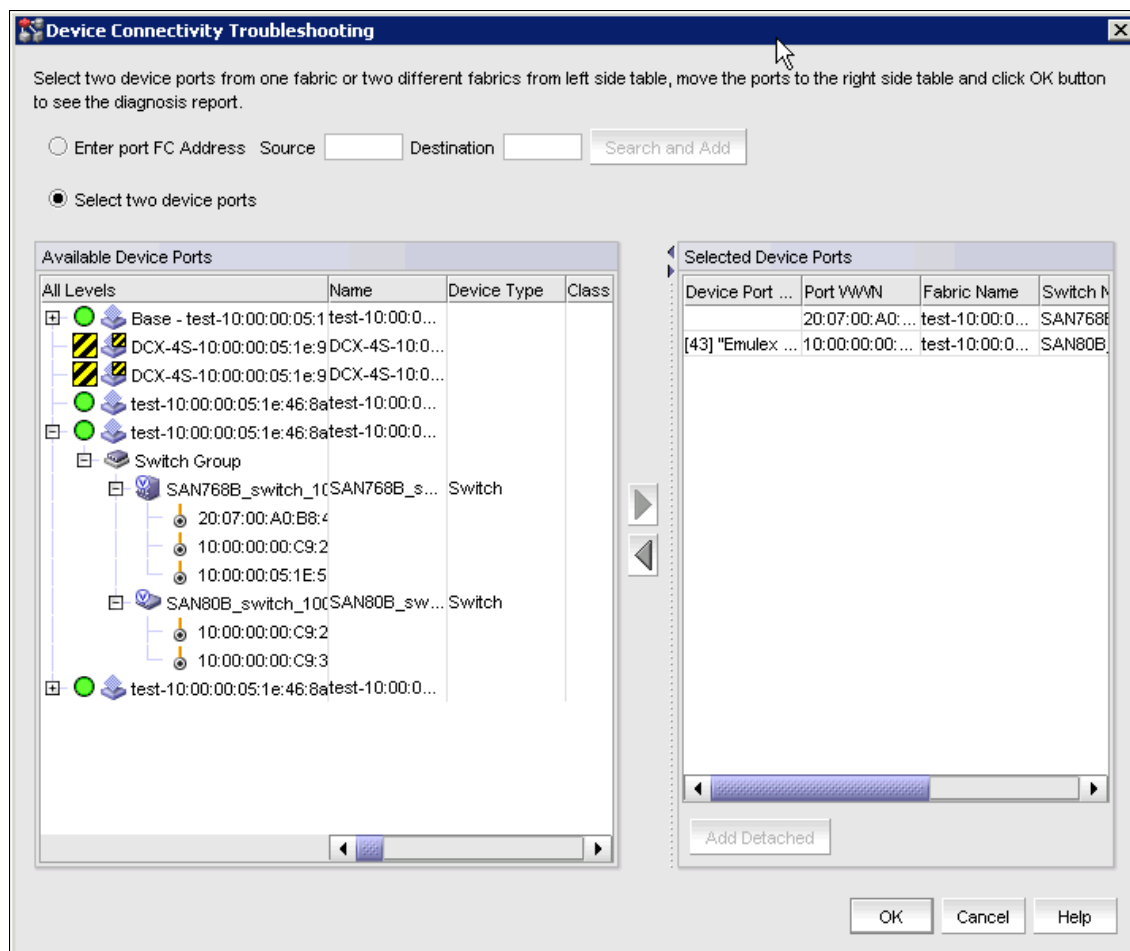 Device Connectivity Troubleshooting
Select two device ports from one fabric or two different fabrics from left side table, move the ports to the right side table and click OK button
to see the diagnosis report.
Enter port FC Address Source Destination Search and Add
Select two device ports
Available Device Ports
All Levels Name Device Type Class
Base - test-10:00:00:05:1 test-10:00:0...
DCX-4S-10:00:00:05:1e:9 DCX-4S-10:0...
DCX-4S-10:00:00:05:1e:9 DCX-4S-10:0...
test-10:00:00:05:1e:46:8a test-10:00:0...
test-10:00:00:05:1e:46:8a test-10:00:0...
Switch Group
SAN768B_switch_10 SAN768B_s... Switch
20:07:00:A0:B8:4
10:00:00:00:C9:2
10:00:00:05:1E:5
SAN80B_switch_100 SAN80B_sw... Switch
10:00:00:00:C9:2
10:00:00:00:C9:3
test-10:00:00:05:1e:46:8a test-10:00:0...
Selected Device Ports
Device Port ... Port WWN Fabric Name Switch N
20:07:00:A0:... test-10:00:0... SAN768B
[43] "Emulex ... 10:00:00:00:... test-10:00:0... SAN80B_
Add Detached
OK Cancel Help